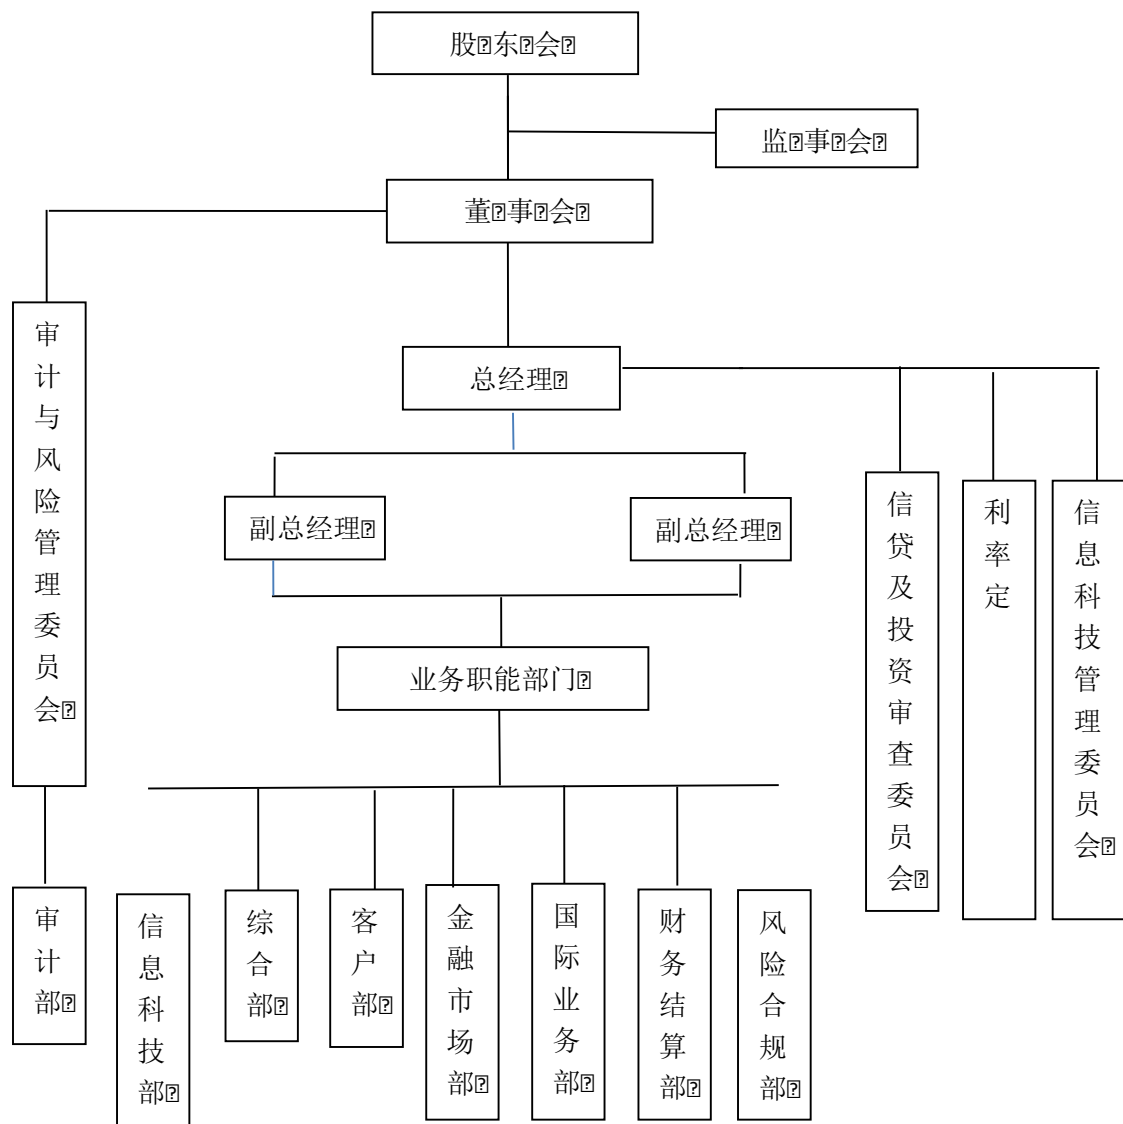 股东会
监事会
董事会
总经理
副总经理
副总经理
业务职能部门
审计与风险管理委员会
信贷及投资审查委员会
利率定
信息科技管理委员会
审计部
信息科技部
综合部
客户部
金融市场部
国际业务部
财务结算部
风险合规部